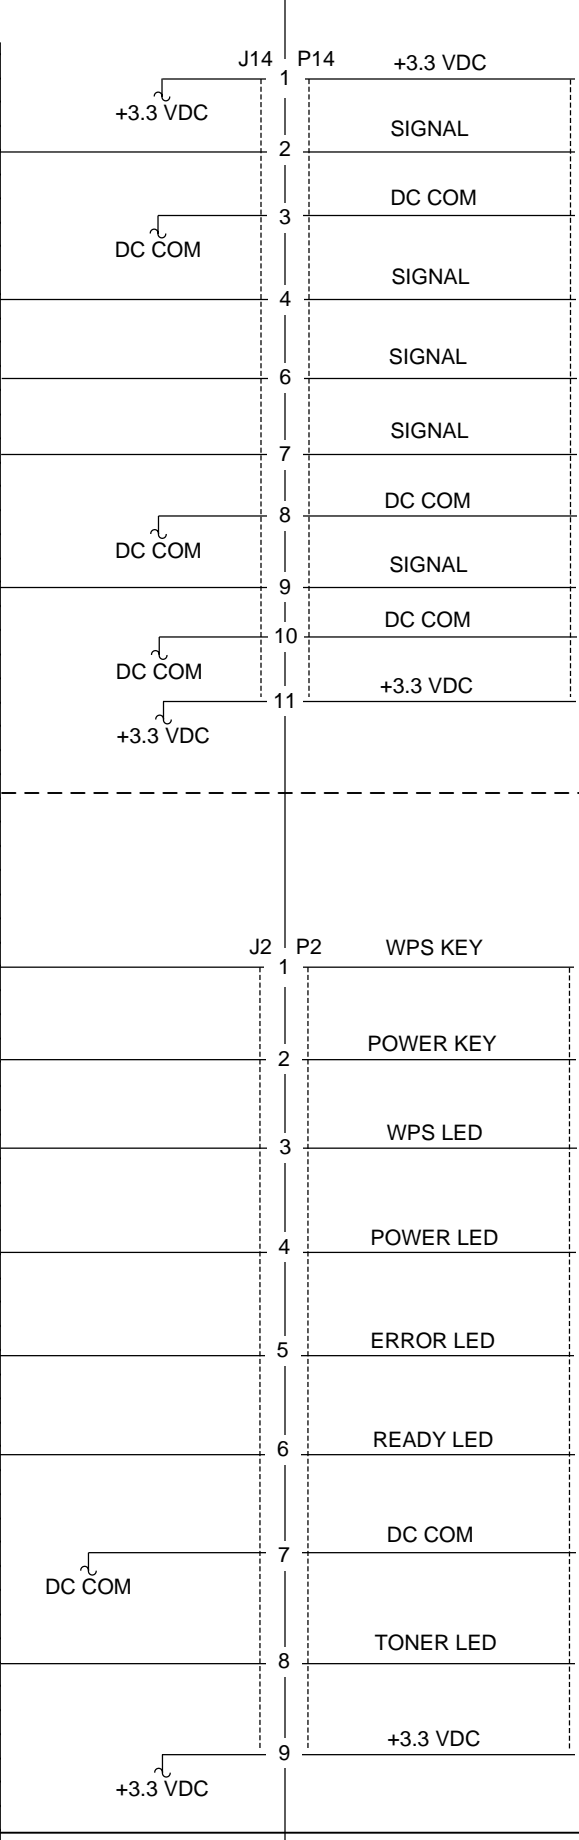 J14 P14
+3.3 VDC
1
+3.3 VDC
SIGNAL
2
DC COM
3
DC COM
SIGNAL
4
SIGNAL
6
SIGNAL
7
DC COM
8
DC COM
SIGNAL
9
DC COM
10
DC COM
+3.3 VDC
11
+3.3 VDC
J2 P2
WPS KEY
1
POWER KEY
2
WPS LED
3
POWER LED
4
ERROR LED
5
READY LED
6
DC COM
7
DC COM
TONER LED
8
+3.3 VDC
9
+3.3 VDC